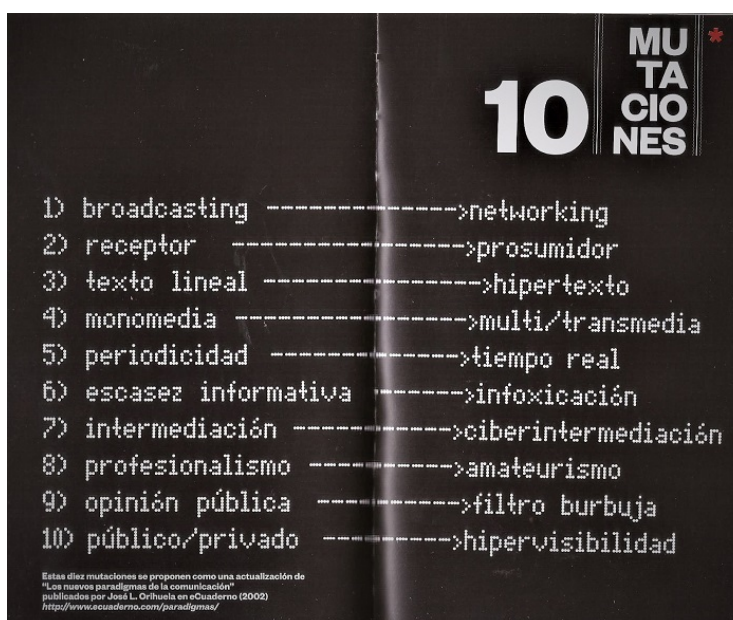 10 MU *
TA
CIO
NES
1) broadcasting ---------------->networking
2) receptor ------------------->prosumidor
3) texto lineal ------------------>hipertexto
4) monomedia ------------------->multi/transmedia
5) periodicidad --------------->tiempo real
6) escasez informativa -------->infoxicación
7) intermediación ------------->ciberintermediación
8) profesionalismo ------------>amateurismo
9) opinión pública ------------>filtro burbuja
10) público/privado ----------->hipervisibilidad
Estas diez mutaciones se proponen como una actualización de
"Los nuevos paradigmas de la comunicación"
publicados por José L. Orihuela en eCuaderno (2002)
http://www.ecuaderno.com/paradigmas/